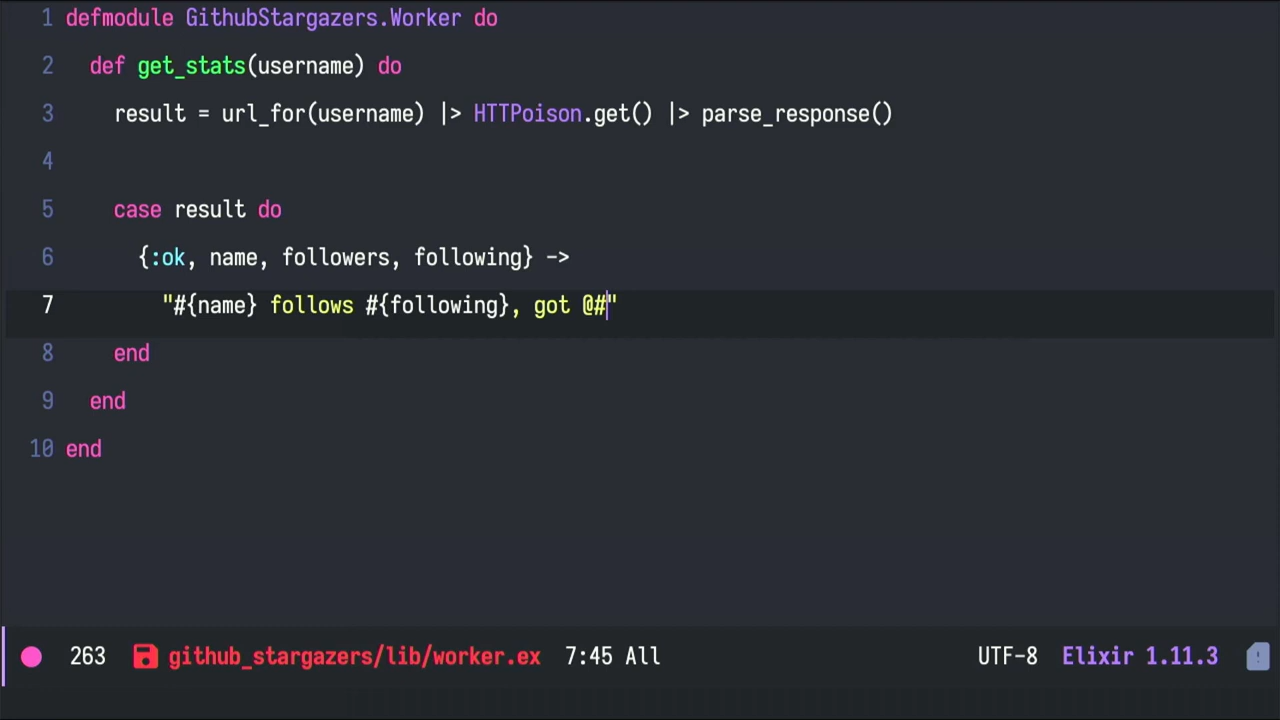 1 defmodule GithubStargazers.Worker do
2 def get_stats(username) do
3 result = url_for(username) |> HTTPoison.get() |> parse_response()
4
5 case result do
6 {:ok, name, followers, following} ->
7 "#{name} follows #{following}, got @#"
8 end
9 end
10 end
263 github_stargazers/lib/worker.ex 7:45 All UTF-8 Elixir 1.11.3